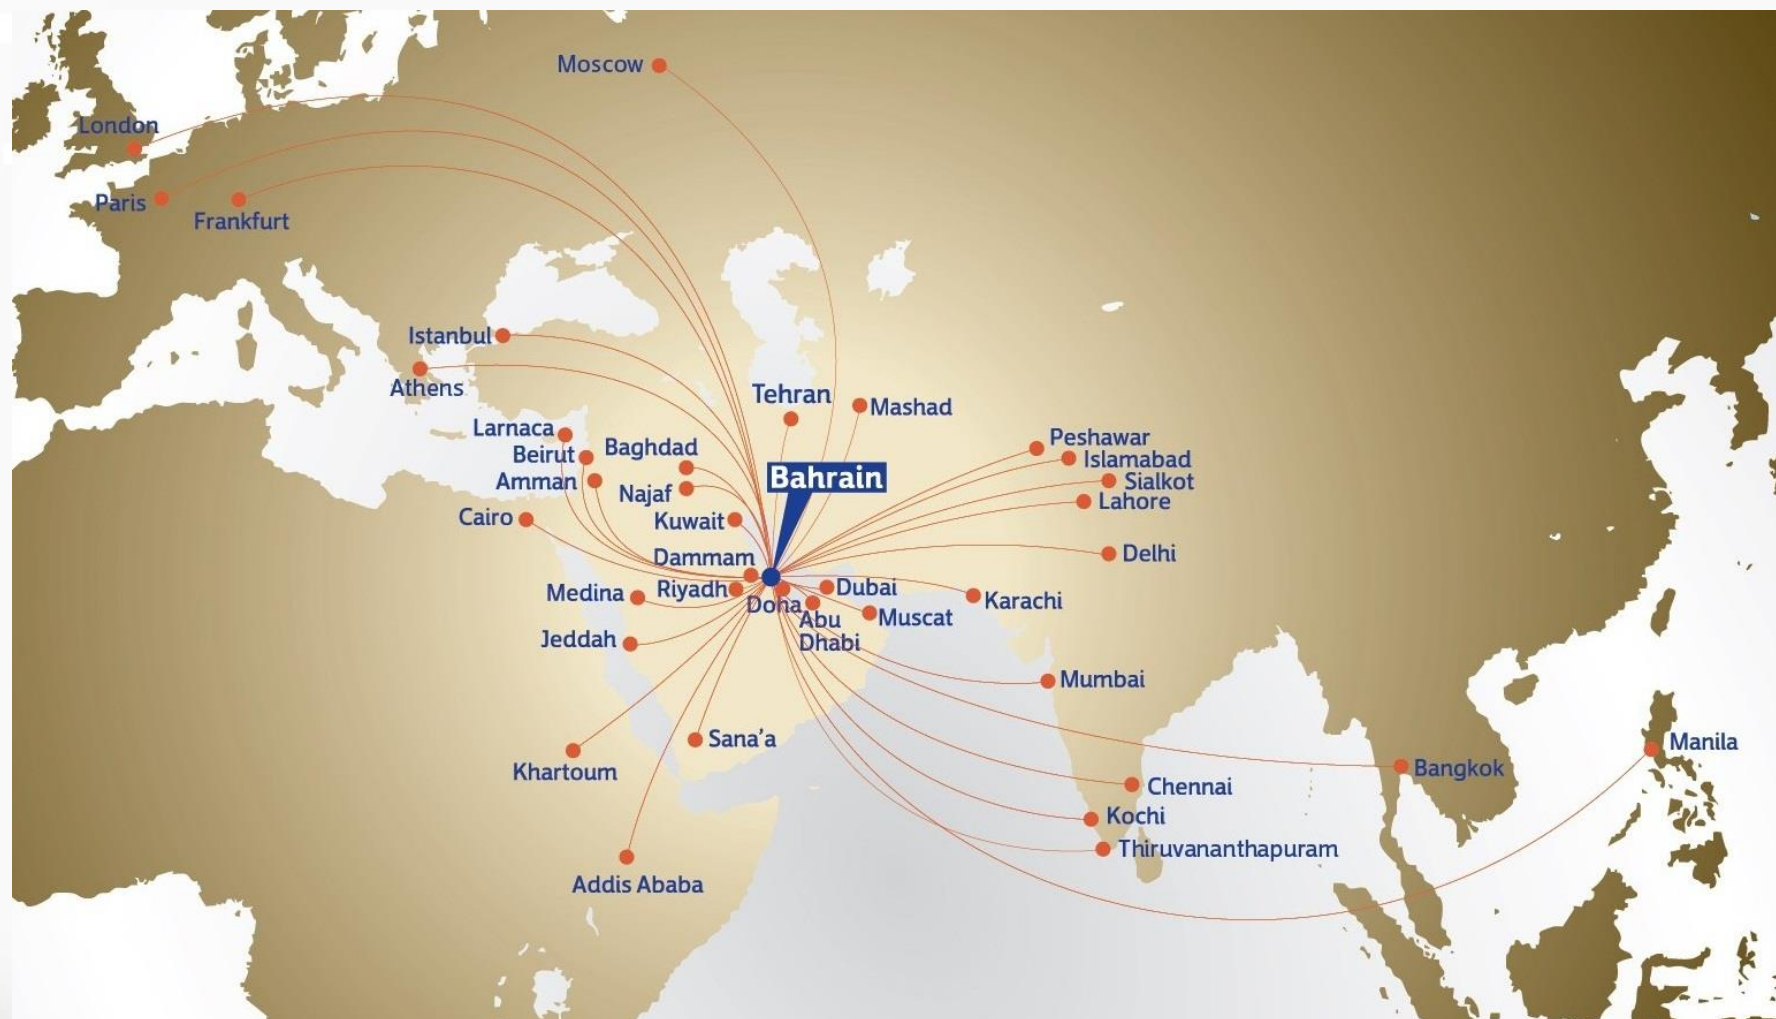 Moscow
London
Paris
Frankfurt
Istanbul
Athens
Tehran
Mashad
Larnaca
Beirut
Baghdad
Amman
Najaf
Cairo
Kuwait
Bahrain
Peshawar
Islamabad
Sialkot
Lahore
Delhi
Dammam
Medina
Riyadh
Doha
Dubai
Abu
Dhabi
Muscat
Karachi
Jeddah
Mumbai
Sana’a
Khartoum
Manila
Bangkok
Chennai
Kochi
Thiruvananthapuram
Addis Ababa